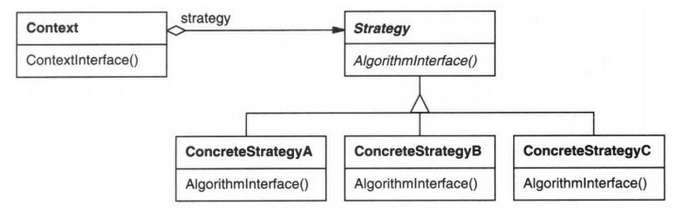 strategy
Context
Strategy
ContextInterface()
AlgorithmInterface()
ConcreteStrategyA
ConcreteStrategyB
ConcreteStrategyC
AlgorithmInterface()
AlgorithmInterface()
AlgorithmInterface()